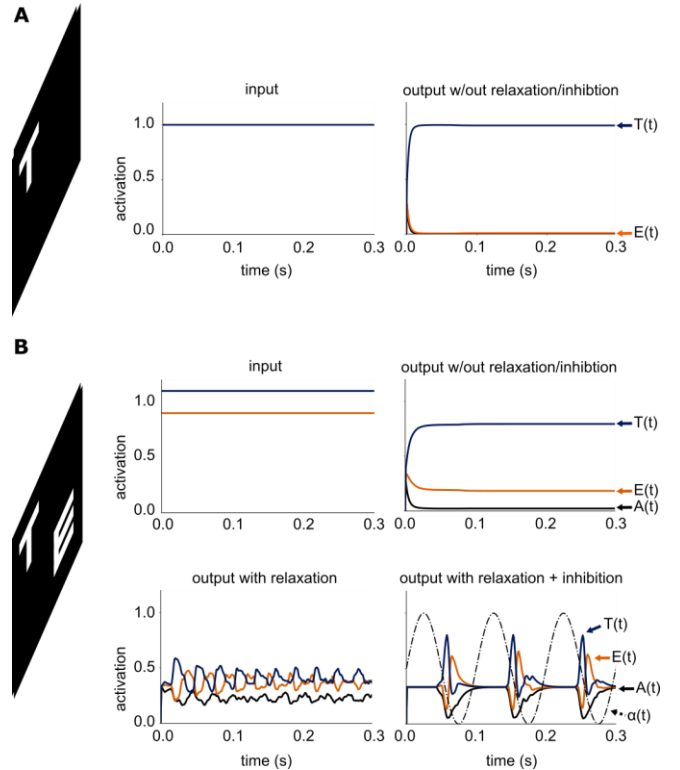 A
T
input
output w/out relaxation/inhibtion
activation
1.0
0.5
0.0
0.0 0.1 0.2 0.3
time (s)
T(t)
E(t)
0.0 0.1 0.2 0.3
time (s)
B
T E
input
output w/out relaxation/inhibtion
activation
1.0
0.5
0.0
0.0 0.1 0.2 0.3
time (s)
T(t)
E(t)
A(t)
0.0 0.1 0.2 0.3
time (s)
output with relaxation
output with relaxation + inhibition
activation
1.0
0.5
0
0.0 0.1 0.2 0.3
time (s)
T(t)
E(t)
A(t)
α(t)
0.0 0.1 0.2 0.3
time (s)